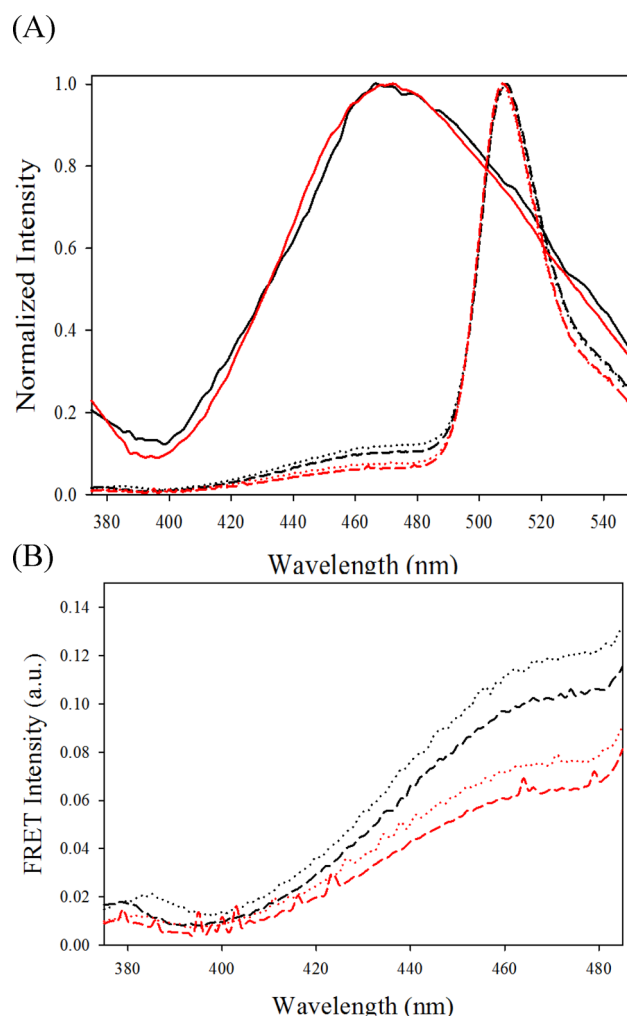 (A)
Normalized Intensity
1.0
0.8
0.6
0.4
0.2
0.0
380 400 420 440 460 480 500 520 540
Wavelength (nm)
(B)
FRET Intensity (a.u.)
0.14
0.12
0.10
0.08
0.06
0.04
0.02
0.00
380 400 420 440 460 480
Wavelength (nm)